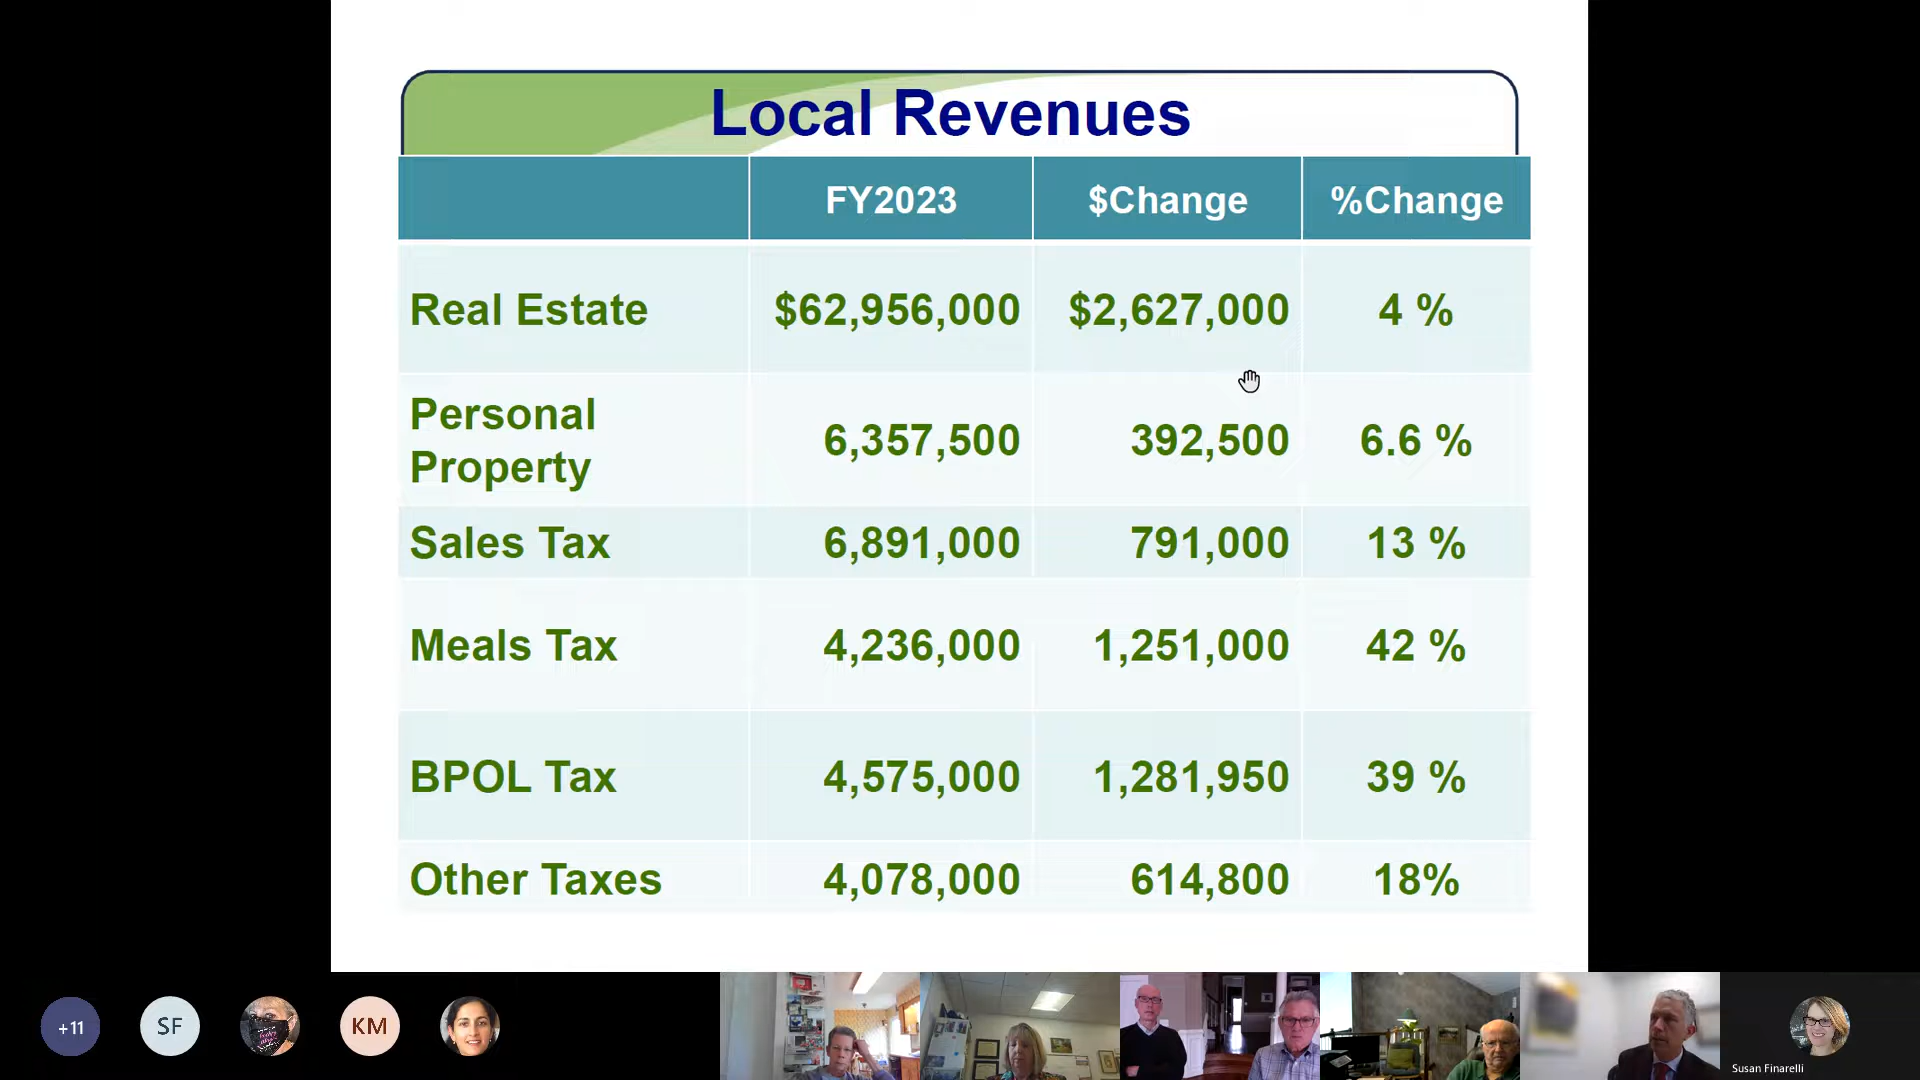 Local Revenues
FY2023 $Change %Change
Real Estate $62,956,000 $2,627,000 4 %
Personal
Property 6,357,500 392,500 6.6 %
Sales Tax 6,891,000 791,000 13 %
Meals Tax 4,236,000 1,251,000 42 %
BPOL Tax 4,575,000 1,281,950 39 %
Other Taxes 4,078,000 614,800 18%
+11 SF KM
Susan Finarelli